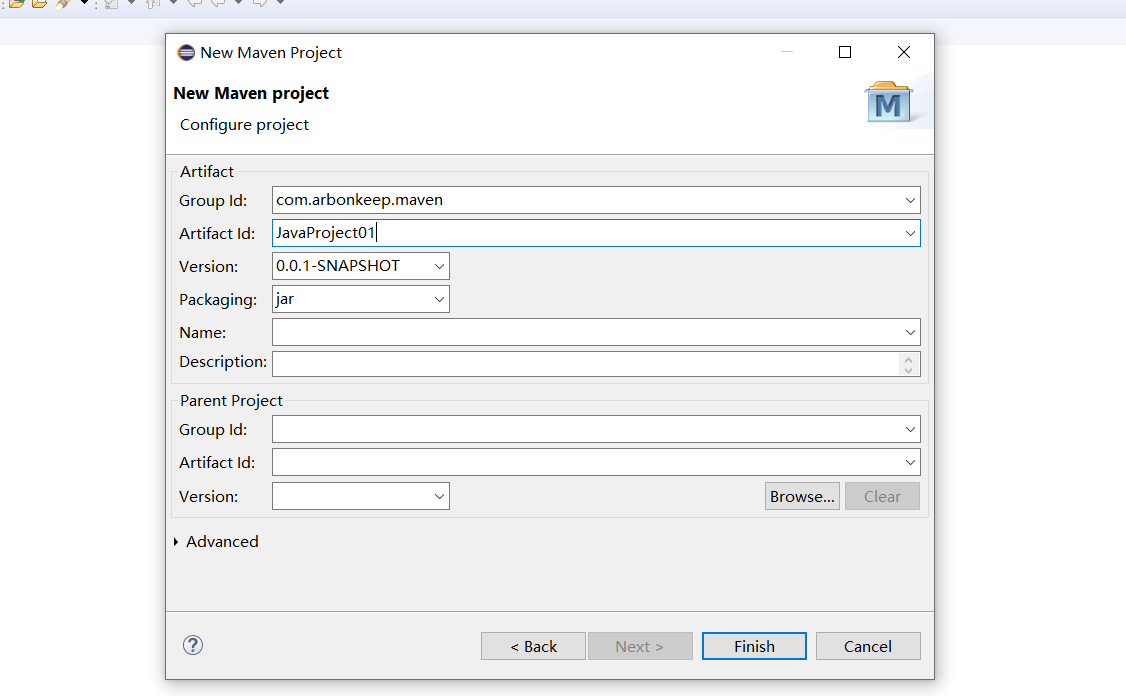 New Maven Project
New Maven project
Configure project
M
Artifact
Group Id: com.arbonkeep.maven
Artifact Id: JavaProject01
Version: 0.0.1-SNAPSHOT
Packaging: jar
Name:
Description:
Parent Project
Group Id:
Artifact Id:
Version: Browse... Clear
Advanced
? < Back Next > Finish Cancel